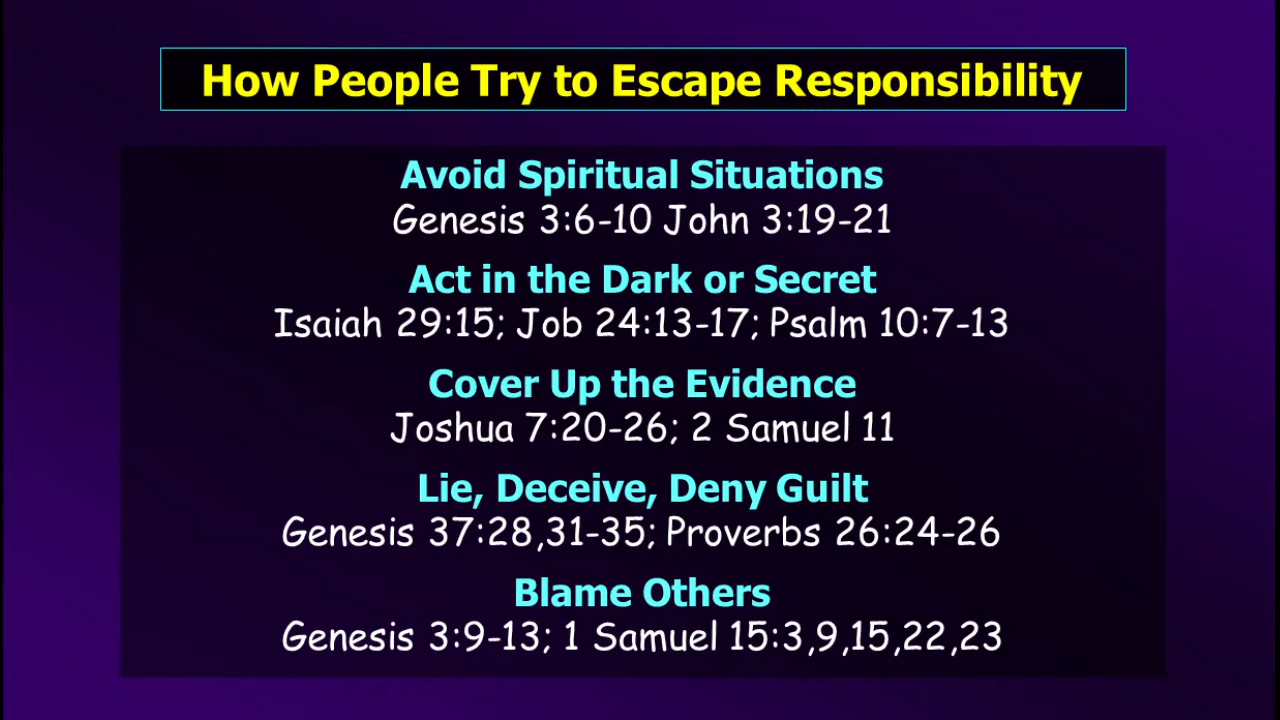 How People Try to Escape Responsibility
Avoid Spiritual Situations
Genesis 3:6-10 John 3:19-21
Act in the Dark or Secret
Isaiah 29:15; Job 24:13-17; Psalm 10:7-13
Cover Up the Evidence
Joshua 7:20-26; 2 Samuel 11
Lie, Deceive, Deny Guilt
Genesis 37:28,31-35; Proverbs 26:24-26
Blame Others
Genesis 3:9-13; 1 Samuel 15:3,9,15,22,23